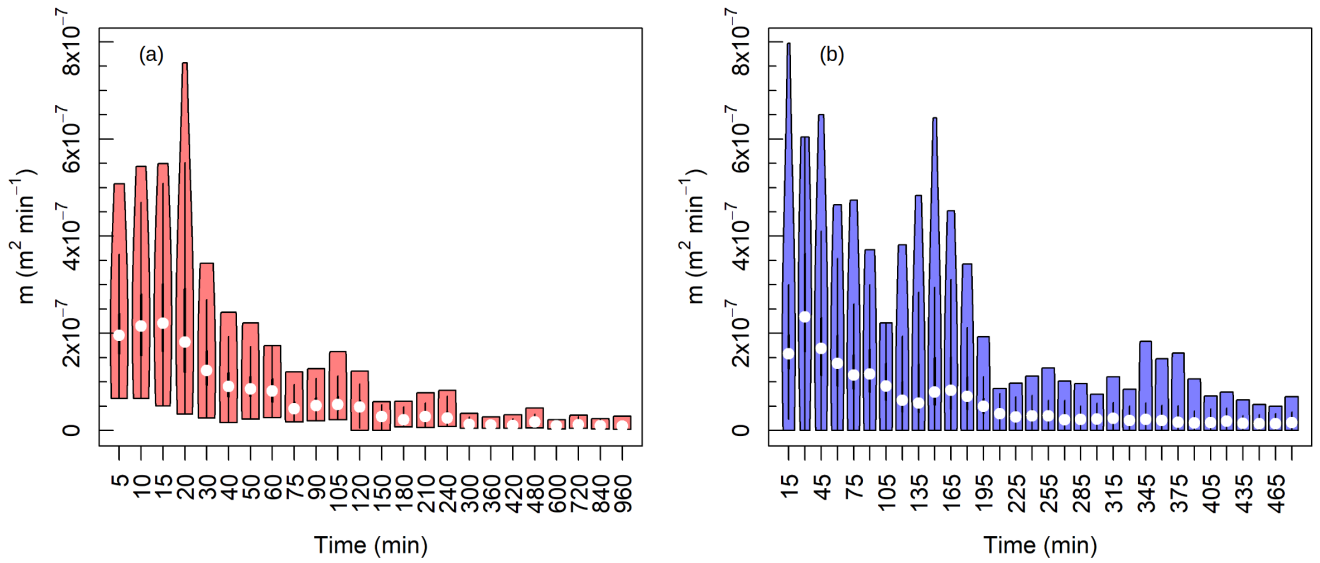 (a)
m (m² min⁻¹)
8x10⁻⁷
6x10⁻⁷
4x10⁻⁷
2x10⁻⁷
0
5 10 15 20 30 40 50 60 75 90 105 120 150 180 210 240 300 360 420 480 600 720 840 960
Time (min)
(b)
m (m² min⁻¹)
8x10⁻⁷
6x10⁻⁷
4x10⁻⁷
2x10⁻⁷
0
15 45 75 105 135 165 195 225 255 285 315 345 375 405 435 465
Time (min)